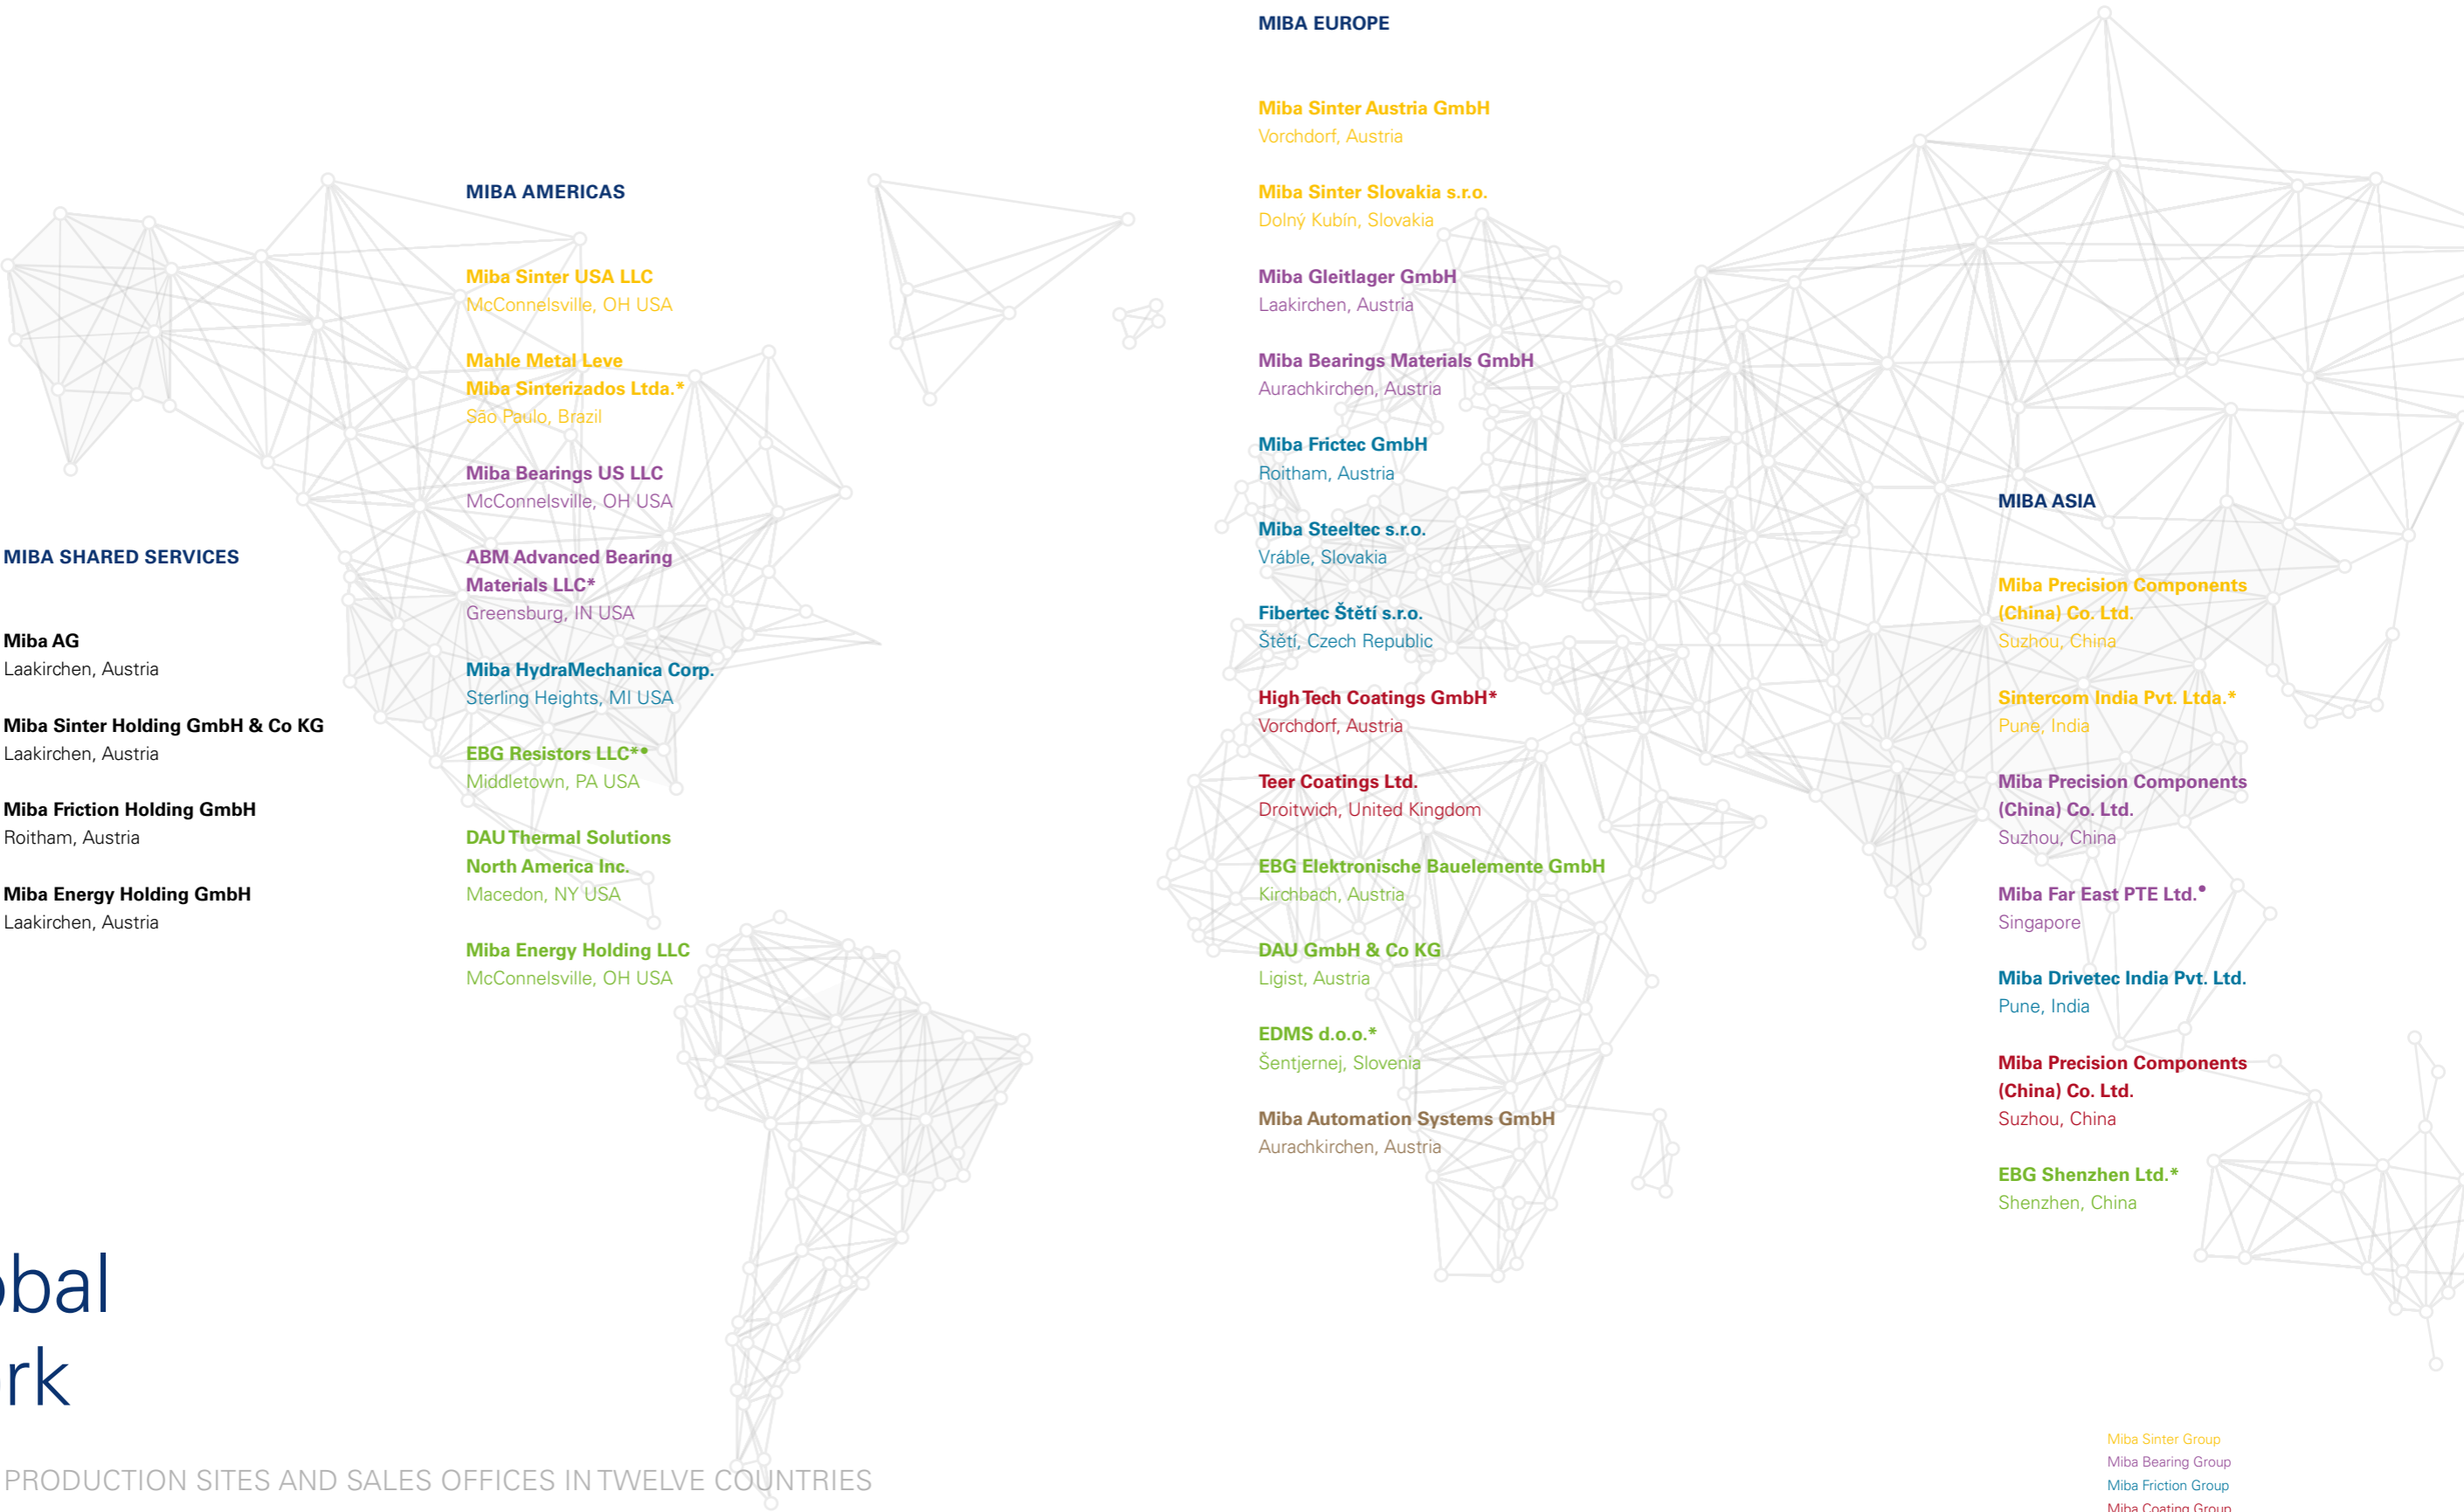 MIBA SHARED SERVICES
Miba AG
Laakirchen, Austria
Miba Sinter Holding GmbH & Co KG
Laakirchen, Austria
Miba Friction Holding GmbH
Roitham, Austria
Miba Energy Holding GmbH
Laakirchen, Austria
MIBA AMERICAS
Miba Sinter USA LLC
McConnelsville, OH USA
Mahle Metal Leve
Miba Sinterizados Ltda.*
São Paulo, Brazil
Miba Bearings US LLC
McConnelsville, OH USA
ABM Advanced Bearing
Materials LLC*
Greensburg, IN USA
Miba HydraMechanica Corp.
Sterling Heights, MI USA
EBG Resistors LLC*•
Middletown, PA USA
DAU Thermal Solutions
North America Inc.
Macedon, NY USA
Miba Energy Holding LLC
McConnelsville, OH USA
MIBA EUROPE
Miba Sinter Austria GmbH
Vorchdorf, Austria
Miba Sinter Slovakia s.r.o.
Dolný Kubín, Slovakia
Miba Gleitlager GmbH
Laakirchen, Austria
Miba Bearings Materials GmbH
Aurachkirchen, Austria
Miba Frictec GmbH
Roitham, Austria
Miba Steeltec s.r.o.
Vráble, Slovakia
Fibertec Štětí s.r.o.
Štětí, Czech Republic
High Tech Coatings GmbH*
Vorchdorf, Austria
Teer Coatings Ltd.
Droitwich, United Kingdom
EBG Elektronische Bauelemente GmbH
Kirchbach, Austria
DAU GmbH & Co KG
Ligist, Austria
EDMS d.o.o.*
Šentjernej, Slovenia
Miba Automation Systems GmbH
Aurachkirchen, Austria
MIBA ASIA
Miba Precision Components
(China) Co. Ltd.
Suzhou, China
Sintercom India Pvt. Ltda.*
Pune, India
Miba Precision Components
(China) Co. Ltd.
Suzhou, China
Miba Far East PTE Ltd.•
Singapore
Miba Drivetec India Pvt. Ltd.
Pune, India
Miba Precision Components
(China) Co. Ltd.
Suzhou, China
EBG Shenzhen Ltd.*
Shenzhen, China
obal
rk
PRODUCTION SITES AND SALES OFFICES IN TWELVE COUNTRIES
Miba Sinter Group
Miba Bearing Group
Miba Friction Group
Miba Coating Group